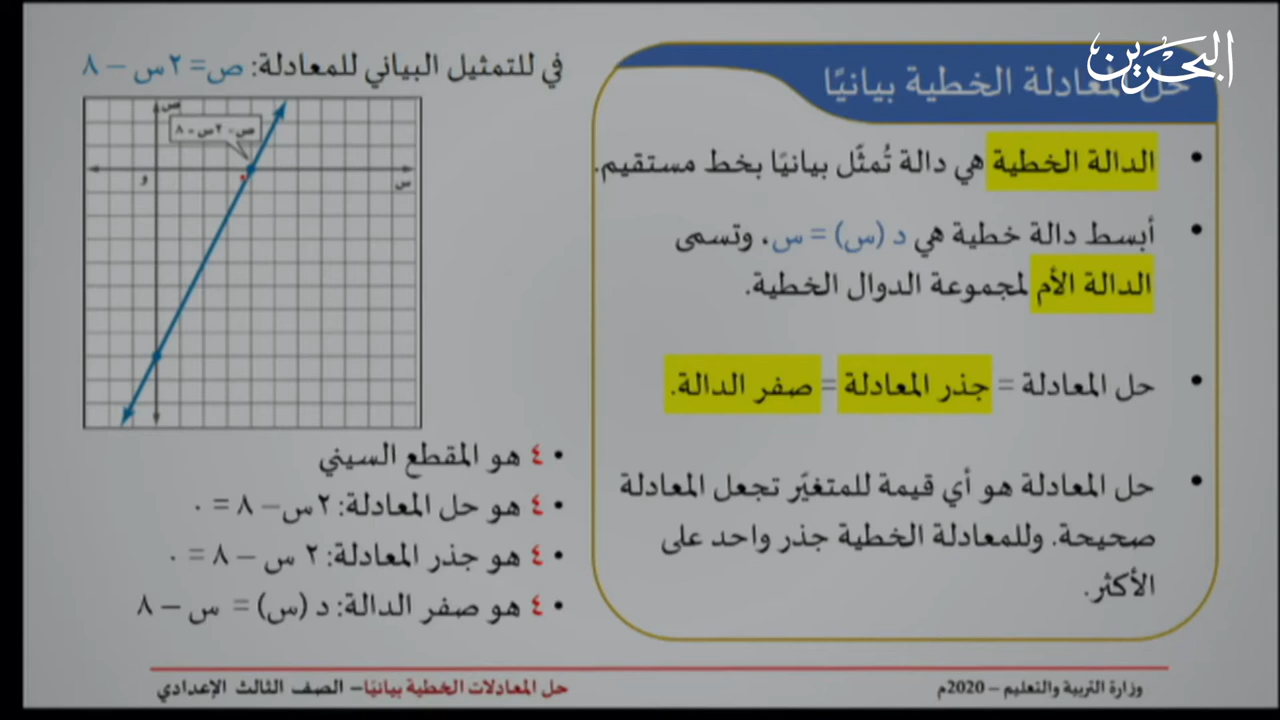 البحرين
حل المعادلة الخطية بيانيًا
• الدالة الخطية هي دالة تُمثّل بيانيًا بخط مستقيم.
• أبسط دالة خطية هي د (س) = س، وتسمى
الدالة الأم لمجموعة الدوال الخطية.
• حل المعادلة = جذر المعادلة = صفر الدالة.
• حل المعادلة هو أي قيمة للمتغيّر تجعل المعادلة
صحيحة. وللمعادلة الخطية جذر واحد على
الأكثر.
في للتمثيل البياني للمعادلة: ص= ٢س – ٨
ص
ص= ٢س - ٨
و
س
• ٤ هو المقطع السيني
• ٤ هو حل المعادلة: ٢س– ٨ = ٠
• ٤ هو جذر المعادلة: ٢ س – ٨ = ٠
• ٤ هو صفر الدالة: د (س) = س – ٨
وزارة التربية والتعليم – 2020م
حل المعادلات الخطية بيانيًا– الصف الثالث الإعدادي